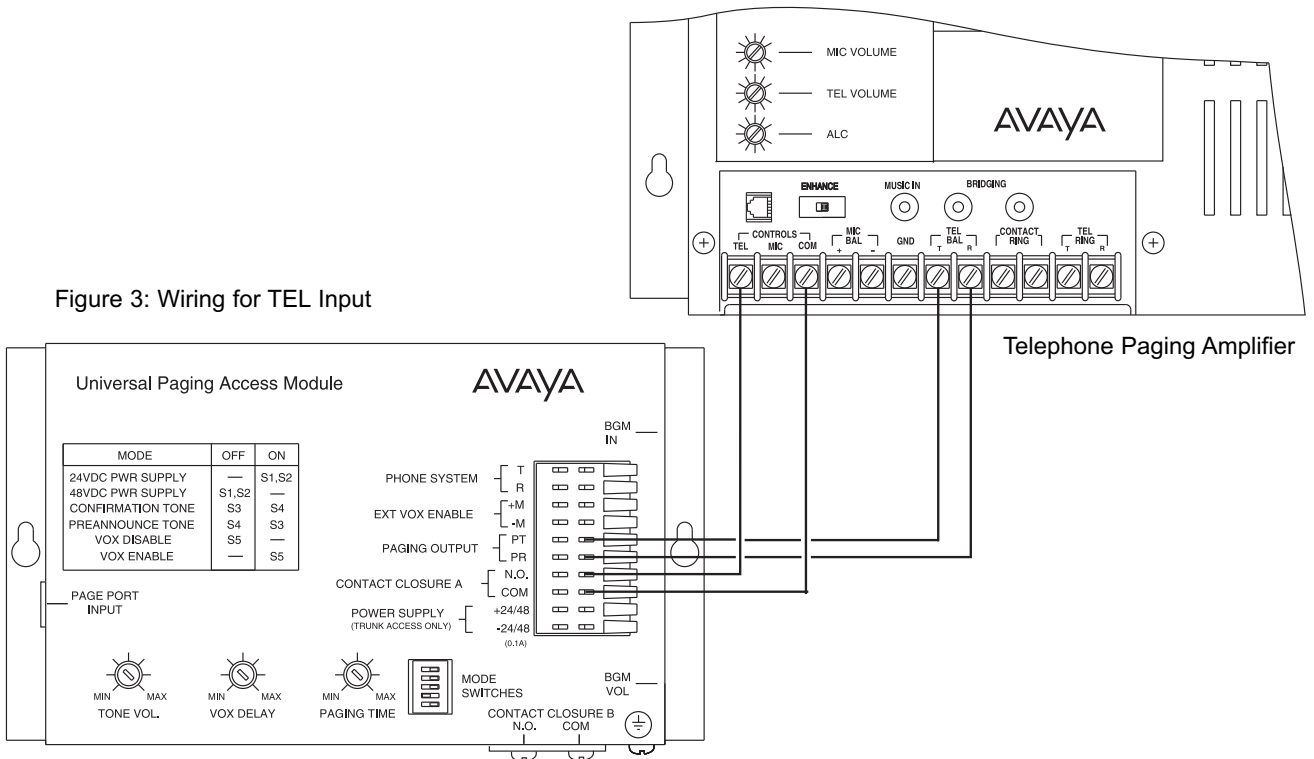 MIC VOLUME
TEL VOLUME
ALC
AVAYA
ENHANCE
MUSIC IN
BRIDGING
CONTROLS
TEL MIC COM
MIC BAL
+ -
GND
TEL BAL
T R
CONTACT RING
TEL RING
T R
Figure 3: Wiring for TEL Input
Telephone Paging Amplifier
Universal Paging Access Module
AVAYA
BGM IN
MODE OFF ON
24VDC PWR SUPPLY — S1,S2
48VDC PWR SUPPLY S1,S2 —
CONFIRMATION TONE S3 S4
PREANNOUNCE TONE S4 S3
VOX DISABLE S5 —
VOX ENABLE — S5
PHONE SYSTEM
T
R
EXT VOX ENABLE
+M
-M
PAGING OUTPUT
PT
PR
CONTACT CLOSURE A
N.O.
COM
POWER SUPPLY
(TRUNK ACCESS ONLY)
+24/48
-24/48
(0.1A)
PAGE PORT
INPUT
MIN MAX
TONE VOL.
MIN MAX
VOX DELAY
MIN MAX
PAGING TIME
MODE
SWITCHES
BGM
VOL
CONTACT CLOSURE B
N.O. COM